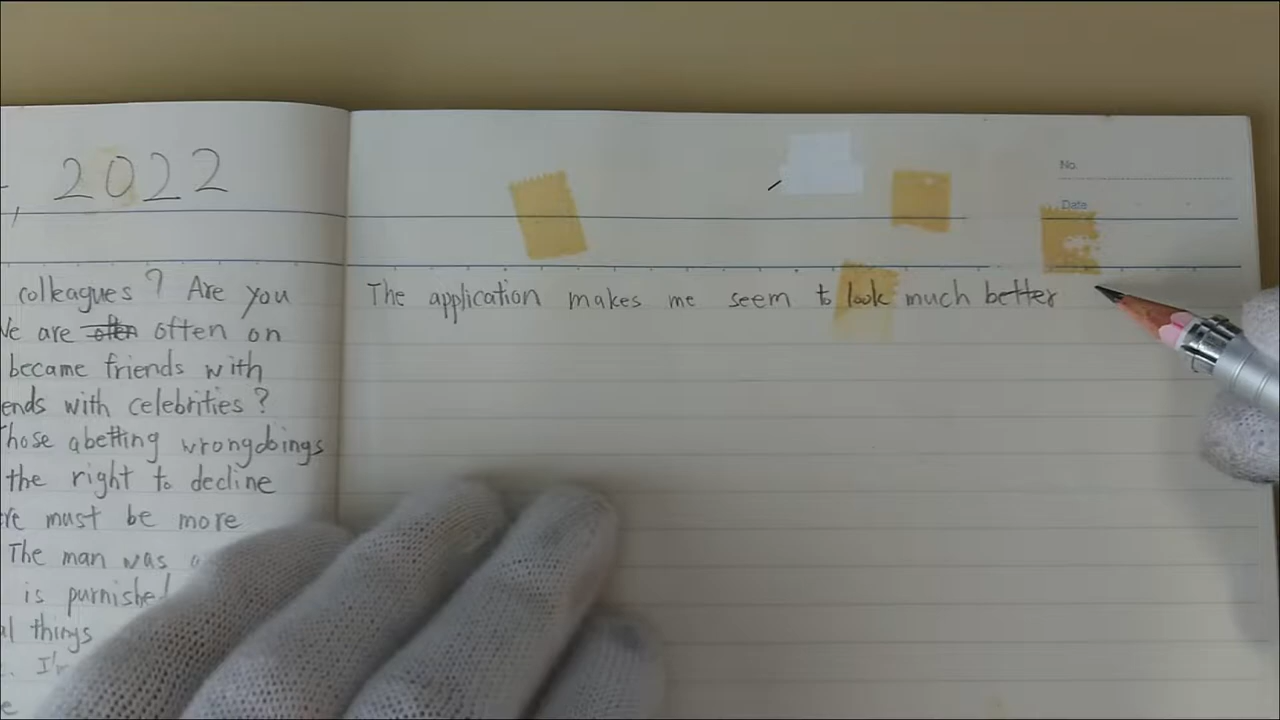 2022
colleagues? Are you
We are often often on
became friends with
ends with celebrities?
Those abetting wrongdoings
the right to decline
must be more
The man was
is purnished
things
I'm
No.
Date
The application makes me seem to look much better